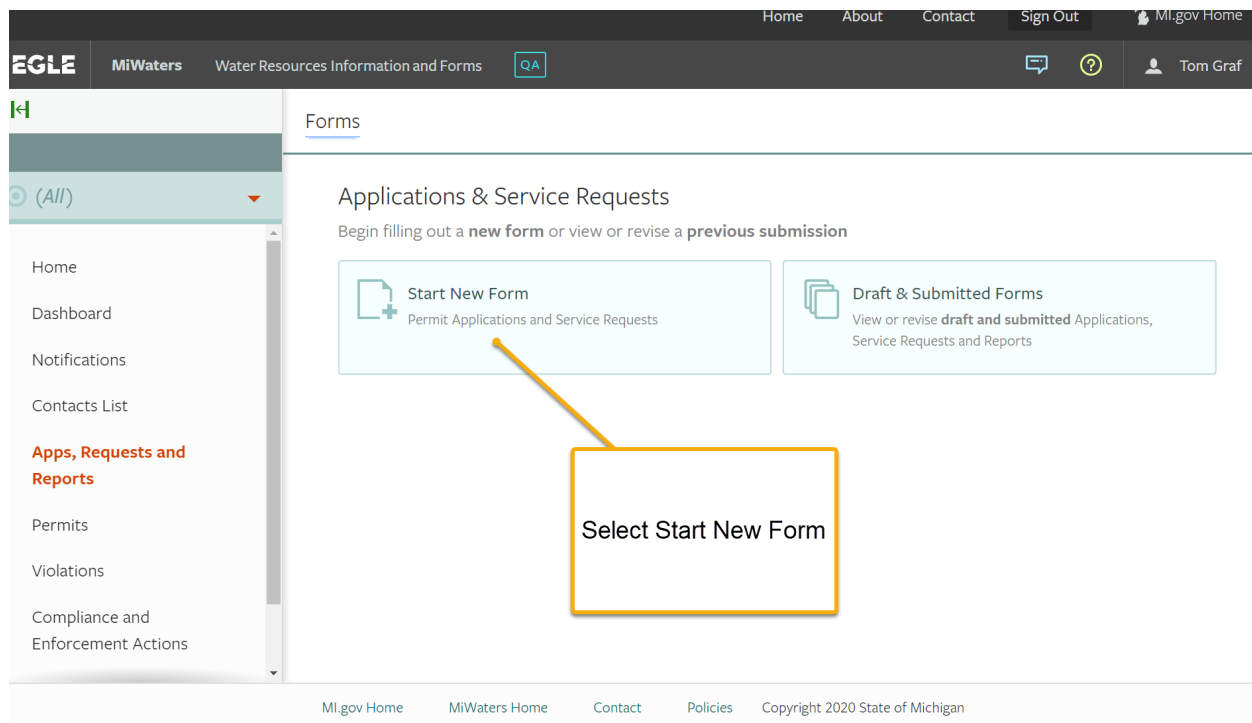 Home About Contact Sign Out MI.gov Home
EGLE MiWaters Water Resources Information and Forms QA Tom Graf
Forms
(All)
Home
Dashboard
Notifications
Contacts List
Apps, Requests and
Reports
Permits
Violations
Compliance and
Enforcement Actions
Applications & Service Requests
Begin filling out a new form or view or revise a previous submission
Start New Form
Permit Applications and Service Requests
Draft & Submitted Forms
View or revise draft and submitted Applications,
Service Requests and Reports
Select Start New Form
MI.gov Home MiWaters Home Contact Policies Copyright 2020 State of Michigan